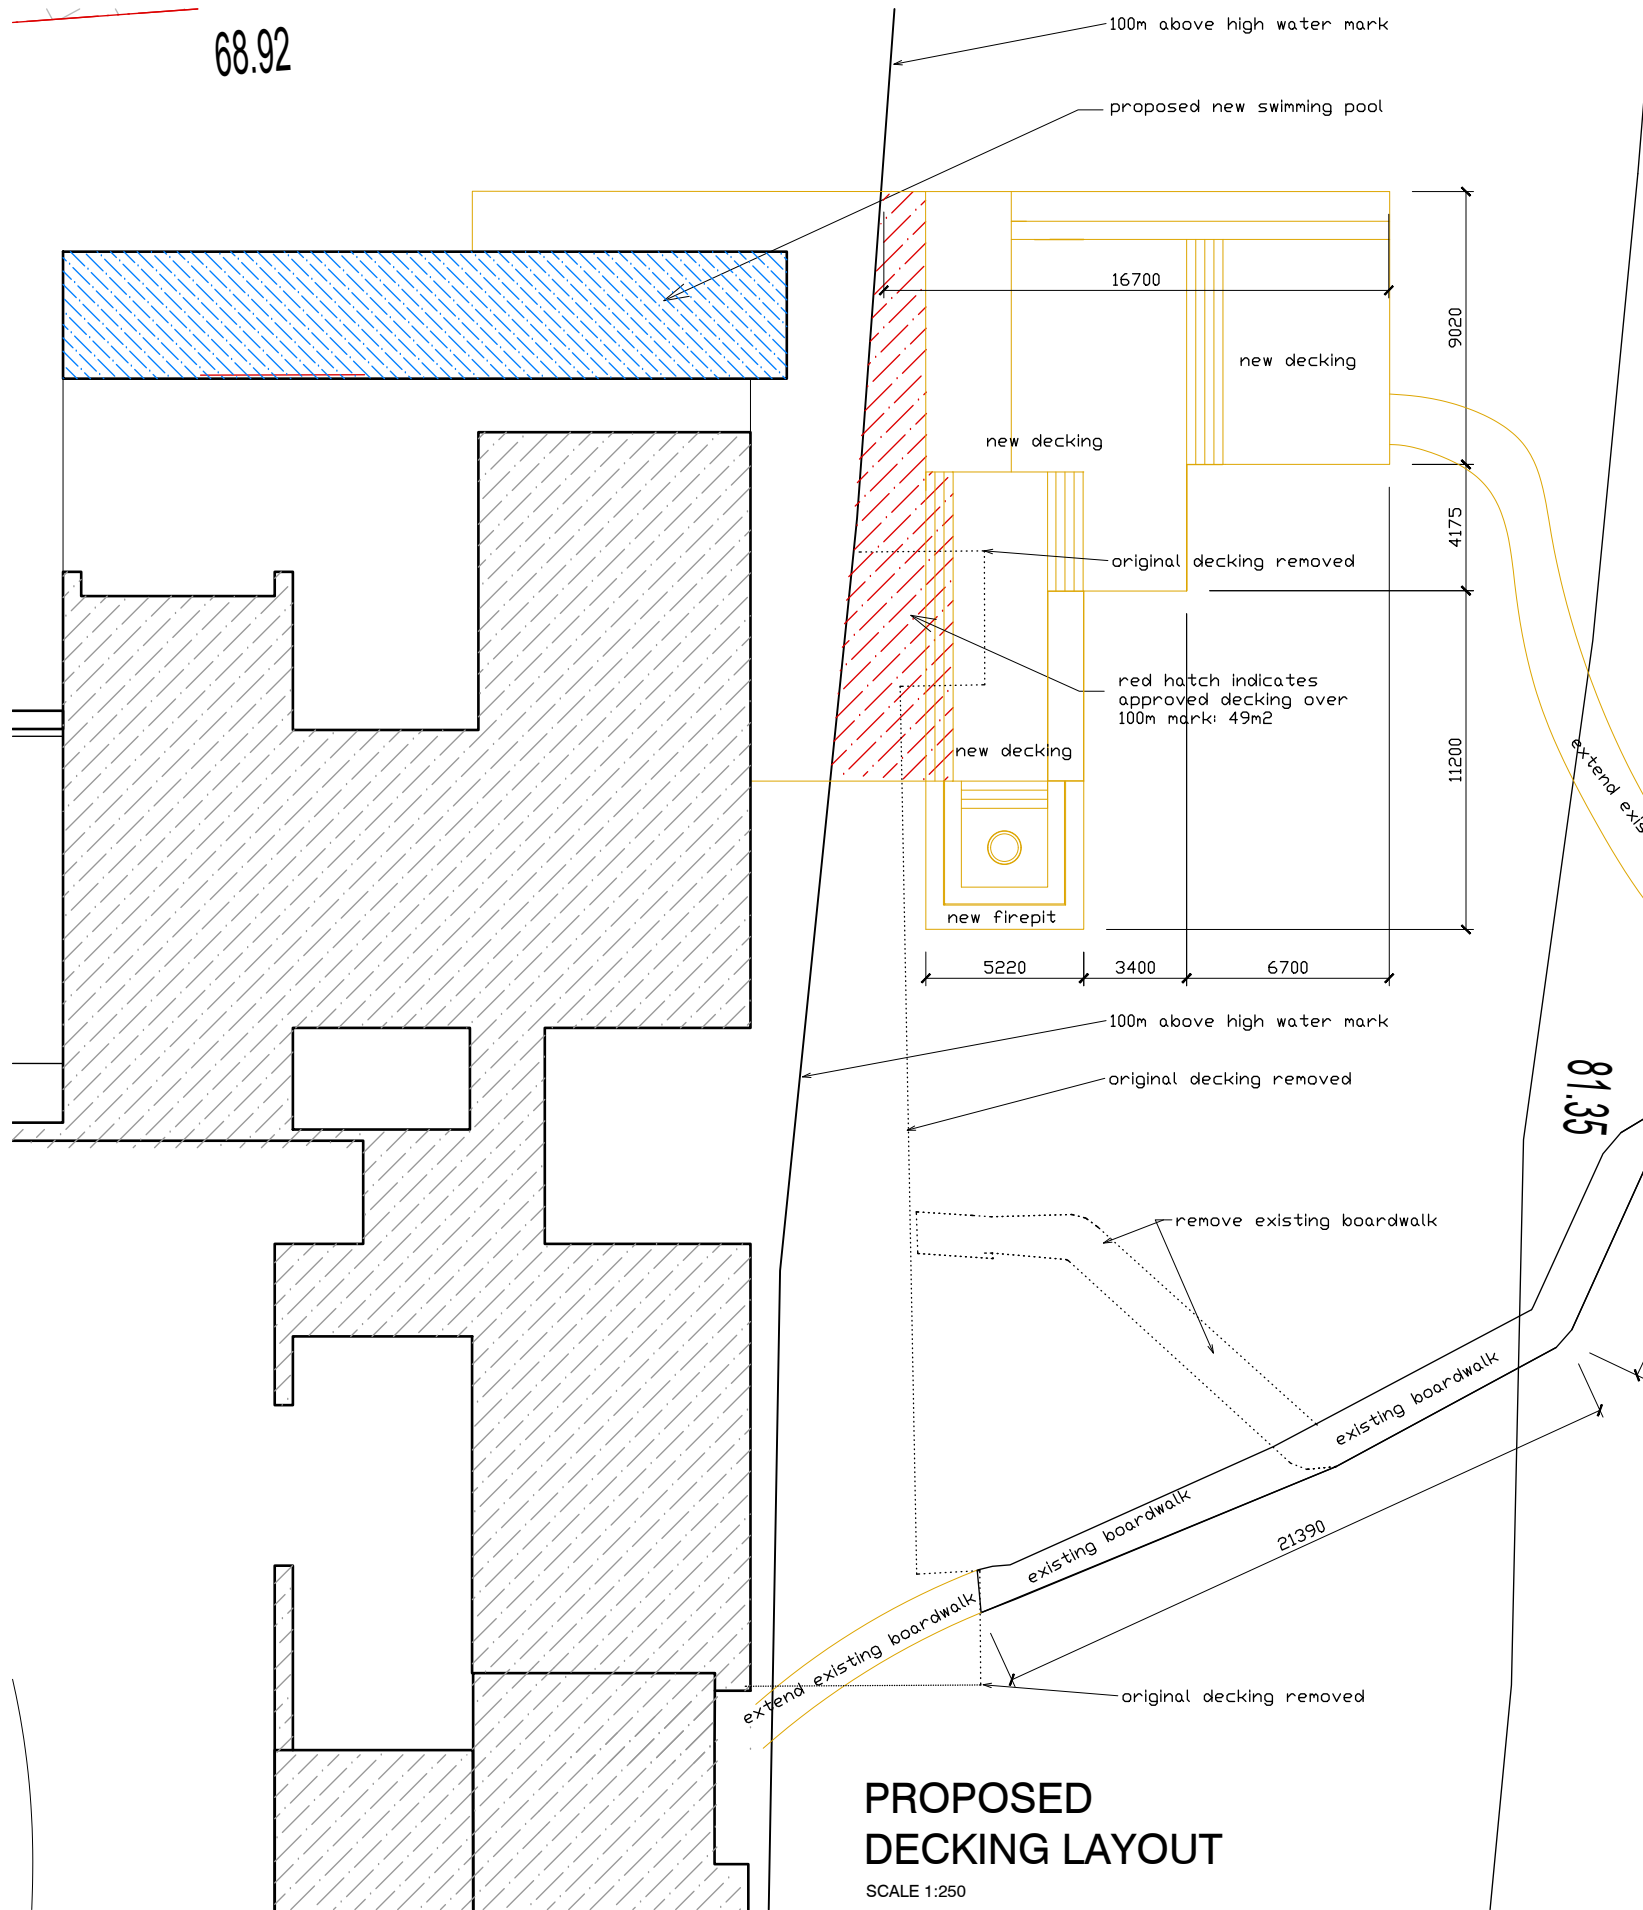 68.92
100m above high water mark
proposed new swimming pool
16700
9020
new decking
new decking
4175
original decking removed
red hatch indicates
approved decking over
100m mark: 49m2
new decking
11200
extend exis
new firepit
5220
3400
6700
100m above high water mark
original decking removed
81.35
remove existing boardwalk
existing boardwalk
existing boardwalk
21390
extend existing boardwalk
original decking removed
PROPOSED
DECKING LAYOUT
SCALE 1:250